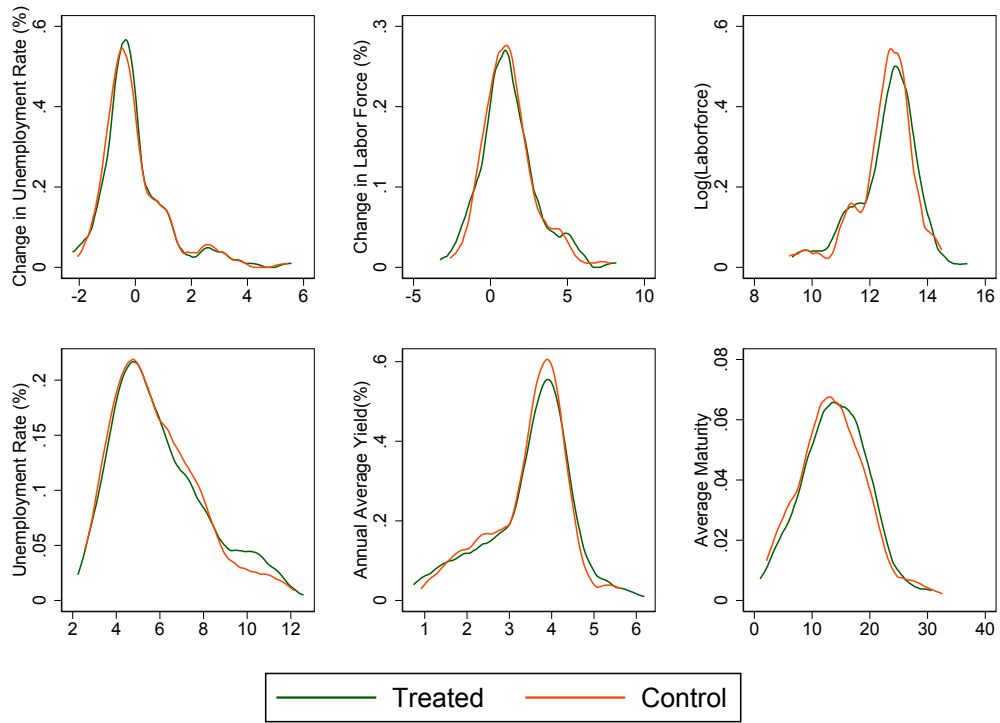 Change in Unemployment Rate (%)
0 .2 .4 .6
-2 0 2 4 6
Change in Labor Force (%)
0 .1 .2 .3
-5 0 5 10
Log(Laborforce)
0 .2 .4 .6
8 10 12 14 16
Unemployment Rate (%)
0 .05 .1 .15 .2
2 4 6 8 10 12
Annual Average Yield(%)
0 .2 .4 .6
1 2 3 4 5 6
Average Maturity
0 .02 .04 .06 .08
0 10 20 30 40
Treated Control